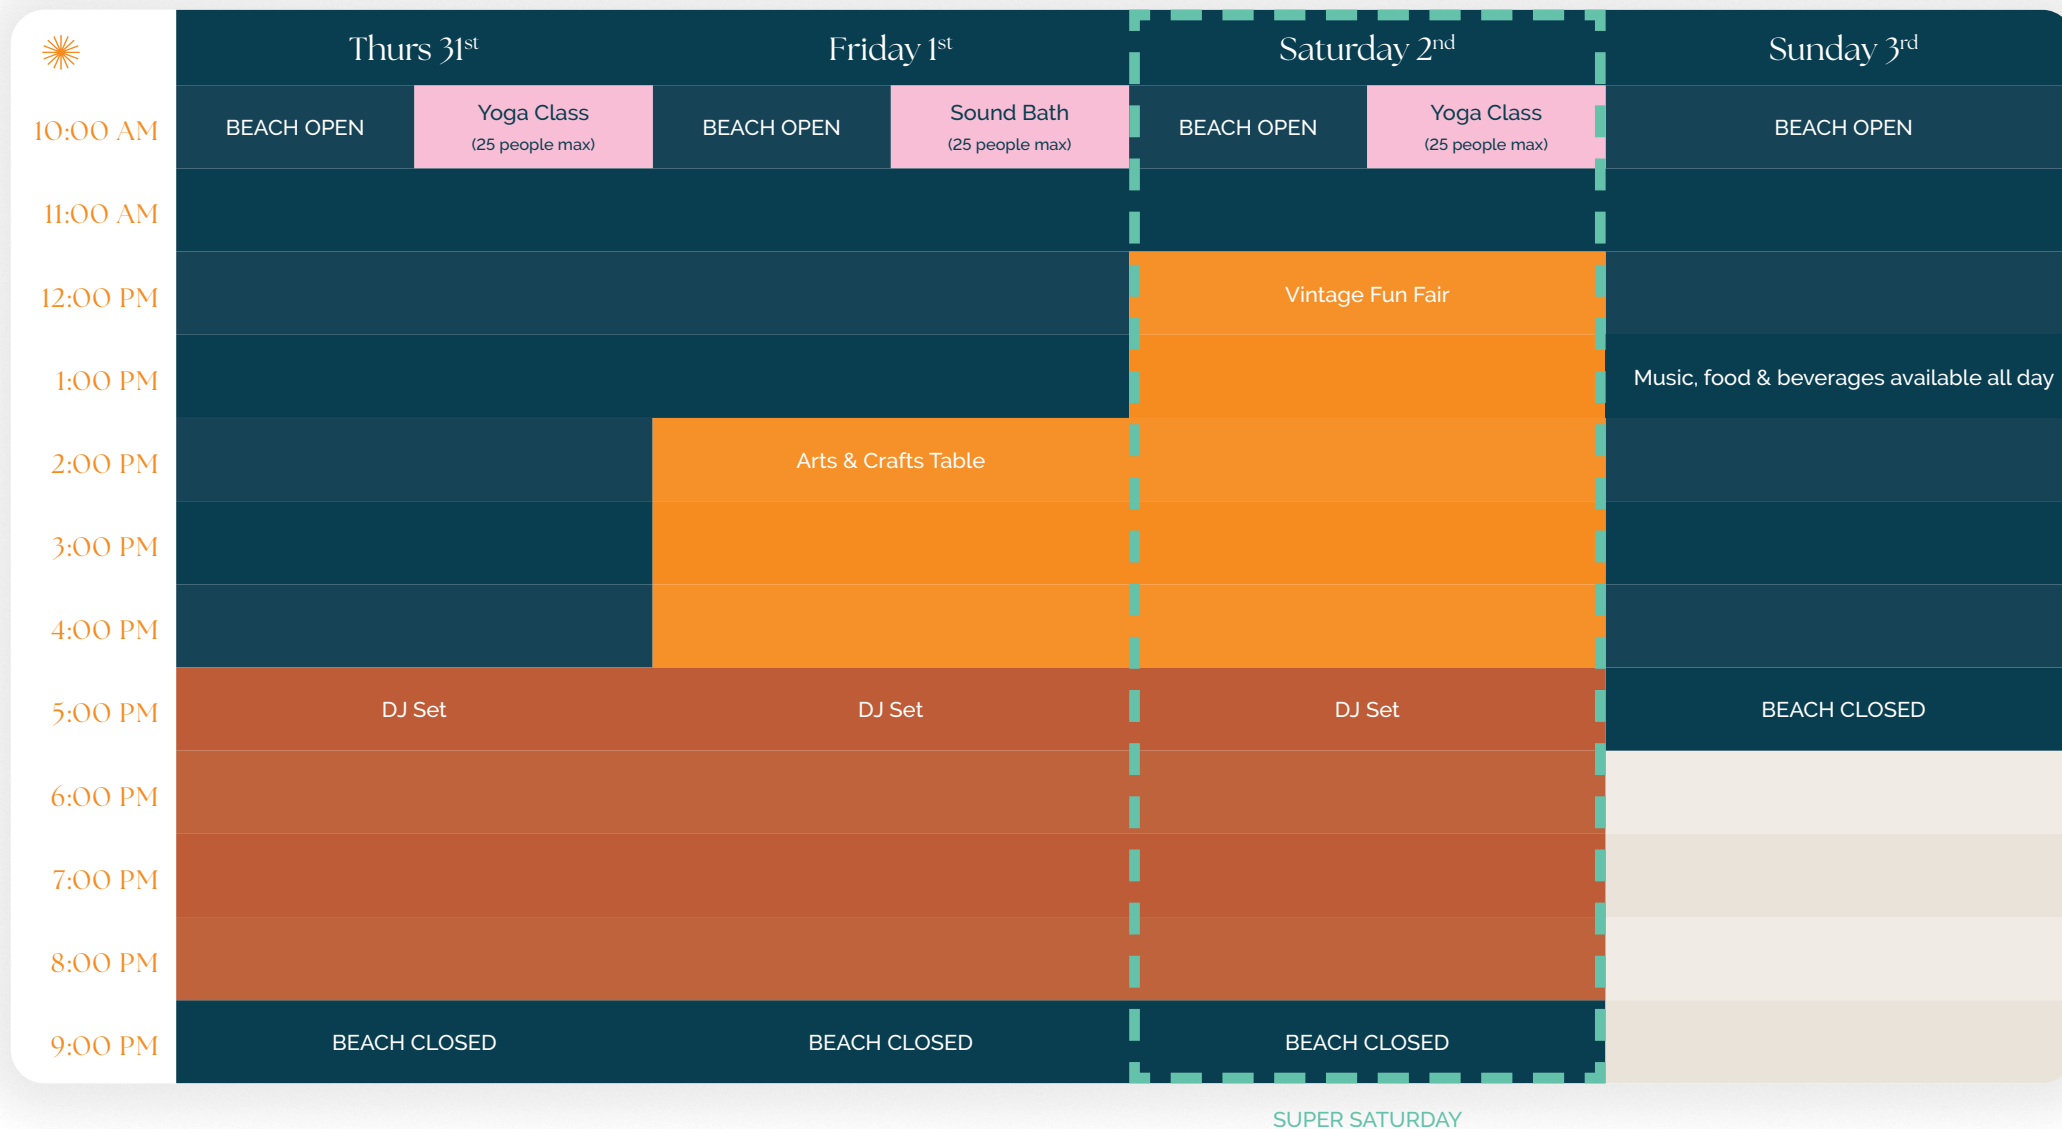 Thurs 31st
Friday 1st
Saturday 2nd
Sunday 3rd
10:00 AM
BEACH OPEN
Yoga Class
(25 people max)
BEACH OPEN
Sound Bath
(25 people max)
BEACH OPEN
Yoga Class
(25 people max)
BEACH OPEN
11:00 AM
12:00 PM
Vintage Fun Fair
1:00 PM
Music, food & beverages available all day
2:00 PM
Arts & Crafts Table
3:00 PM
4:00 PM
5:00 PM
DJ Set
DJ Set
DJ Set
BEACH CLOSED
6:00 PM
7:00 PM
8:00 PM
9:00 PM
BEACH CLOSED
BEACH CLOSED
BEACH CLOSED
SUPER SATURDAY